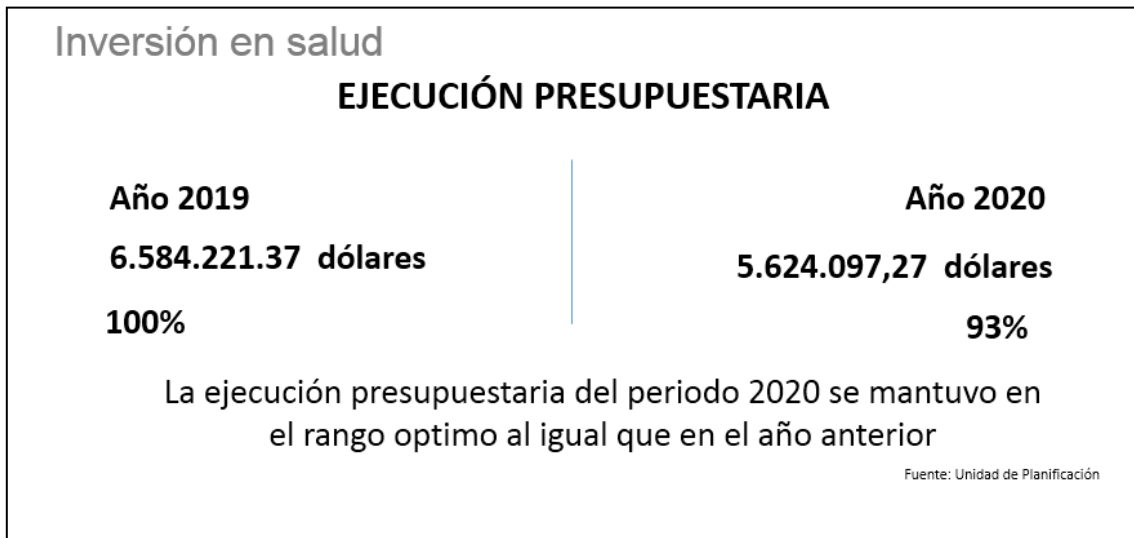 Inversión en salud
EJECUCIÓN PRESUPUESTARIA
Año 2019
6.584.221.37 dólares
100%
Año 2020
5.624.097,27 dólares
93%
La ejecución presupuestaria del periodo 2020 se mantuvo en
el rango optimo al igual que en el año anterior
Fuente: Unidad de Planificación